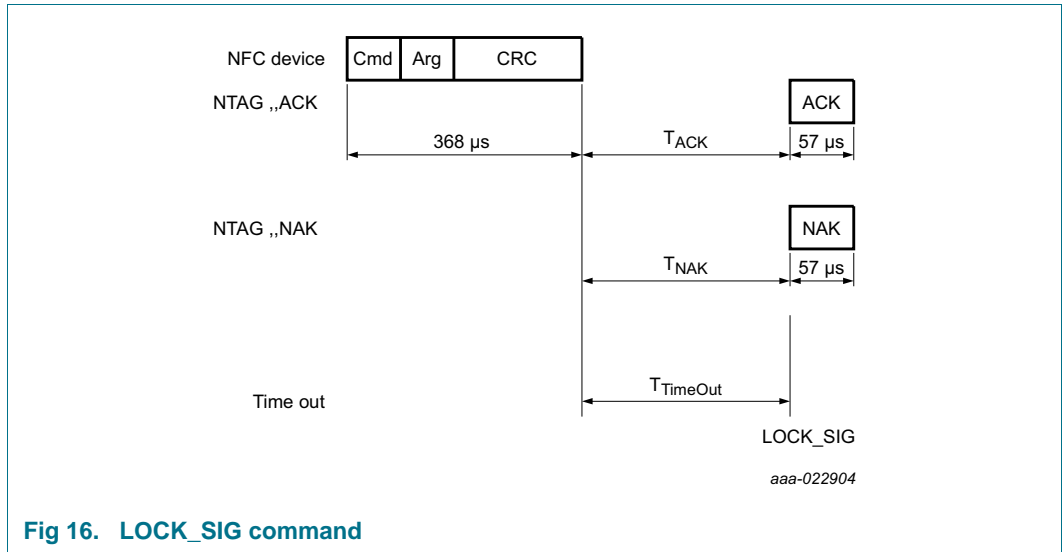 NFC device Cmd Arg CRC
NTAG ,,ACK ACK
368 µs TACK 57 µs
NTAG ,,NAK NAK
TNAK 57 µs
Time out TTimeOut
LOCK_SIG
aaa-022904
Fig 16. LOCK_SIG command